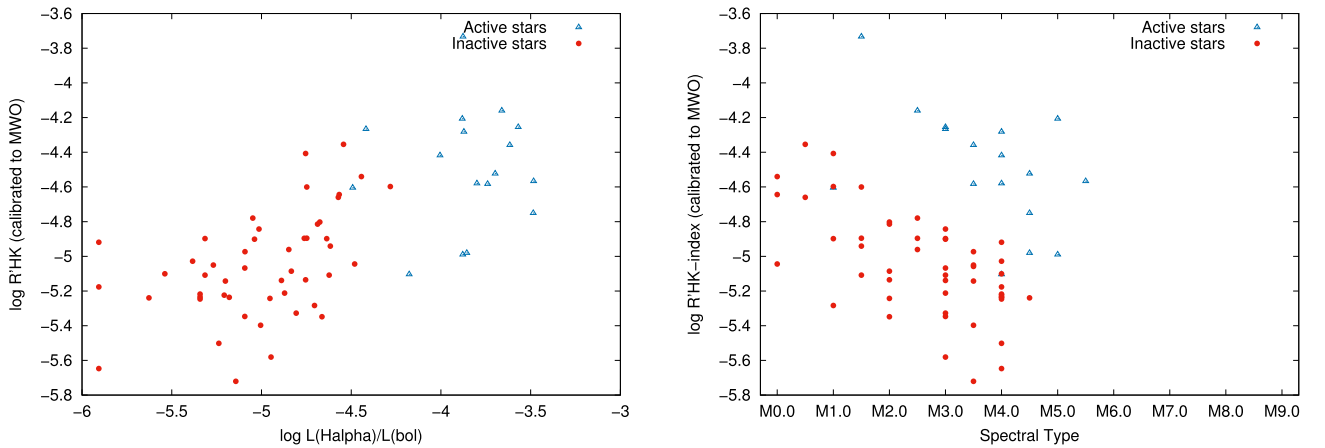 −3.6
−3.8
−4
−4.2
−4.4
−4.6
−4.8
−5
−5.2
−5.4
−5.6
−5.8
−6 −5.5 −5 −4.5 −4 −3.5 −3
log R'HK (calibrated to MWO)
log L(Halpha)/L(bol)
Active stars
Inactive stars
−3.6
−3.8
−4
−4.2
−4.4
−4.6
−4.8
−5
−5.2
−5.4
−5.6
−5.8
M0.0 M1.0 M2.0 M3.0 M4.0 M5.0 M6.0 M7.0 M8.0 M9.0
log R'HK−index (calibrated to MWO)
Spectral Type
Active stars
Inactive stars